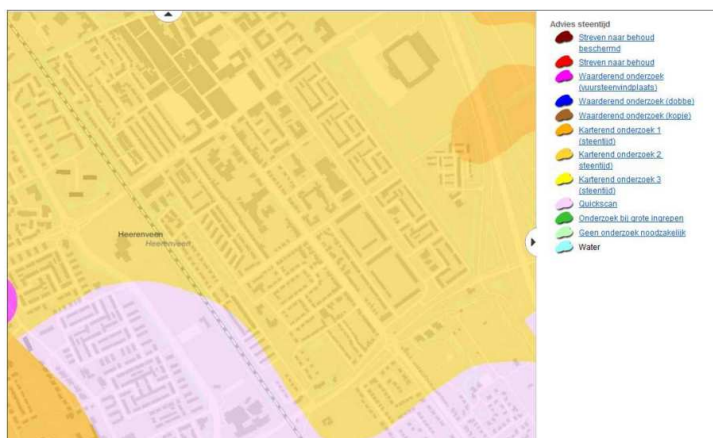 Advies steentijd
Streven naar behoud
beschermd
Streven naar behoud
Waarderend onderzoek
(vuursteenvindplaats)
Waarderend onderzoek (dobbe)
Waarderend onderzoek (kopje)
Karterend onderzoek 1
(steentijd)
Karterend onderzoek 2
steentijd)
Karterend onderzoek 3
(steentijd)
Quickscan
Onderzoek bij grote ingrepen
Geen onderzoek noodzakelijk
Water
Heerenveen
Heerenveen